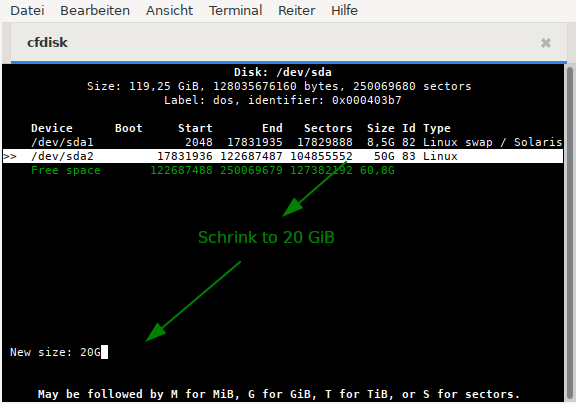 Datei Bearbeiten Ansicht Terminal Reiter Hilfe
cfdisk
Disk: /dev/sda
Size: 119,25 GiB, 128035676160 bytes, 250069680 sectors
Label: dos, identifier: 0x000403b7
Device Boot Start End Sectors Size Id Type
/dev/sda1 2048 17831935 17829888 8,5G 82 Linux swap / Solaris
>> /dev/sda2 17831936 122687487 104855552 50G 83 Linux
Free space 122687488 250069679 127382192 60,8G
Schrink to 20 GiB
New size: 20G
May be followed by M for MiB, G for GiB, T for TiB, or S for sectors.